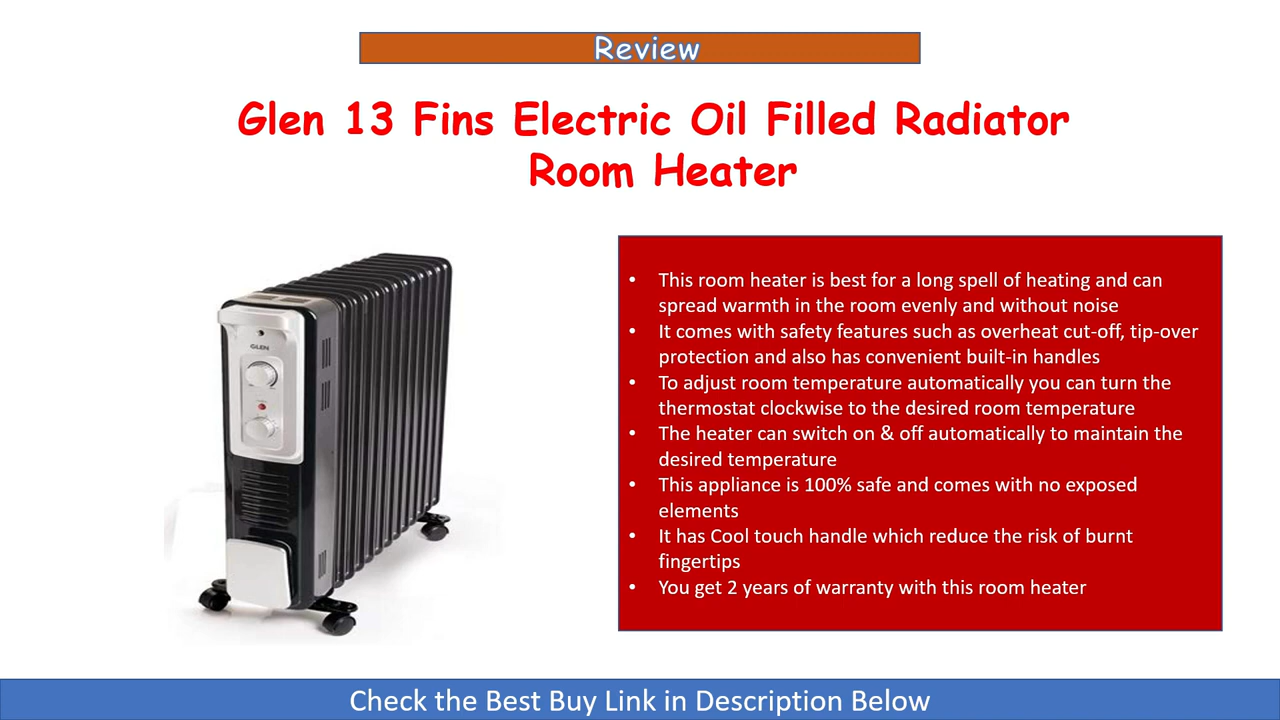 Review
Glen 13 Fins Electric Oil Filled Radiator
Room Heater
GLEN
• This room heater is best for a long spell of heating and can
spread warmth in the room evenly and without noise
• It comes with safety features such as overheat cut-off, tip-over
protection and also has convenient built-in handles
• To adjust room temperature automatically you can turn the
thermostat clockwise to the desired room temperature
• The heater can switch on & off automatically to maintain the
desired temperature
• This appliance is 100% safe and comes with no exposed
elements
• It has Cool touch handle which reduce the risk of burnt
fingertips
• You get 2 years of warranty with this room heater
Check the Best Buy Link in Description Below